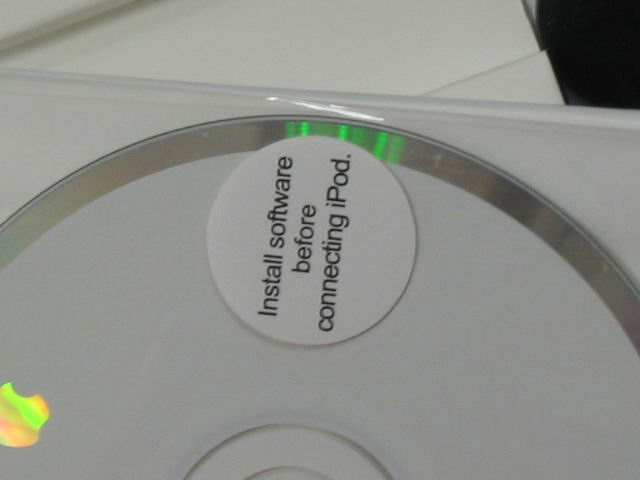 Install software
before
connecting iPod.